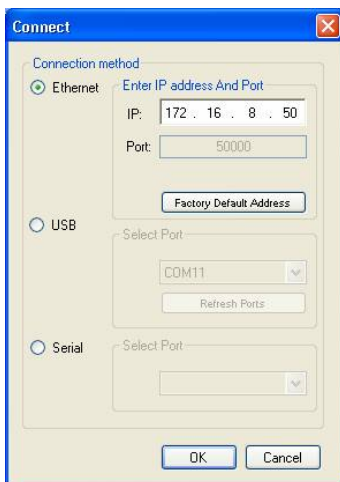 Connect
Connection method
Ethernet
Enter IP address And Port
IP: 172 . 16 . 8 . 50
Port: 50000
Factory Default Address
USB
Select Port
COM11
Refresh Ports
Serial
Select Port
OK Cancel